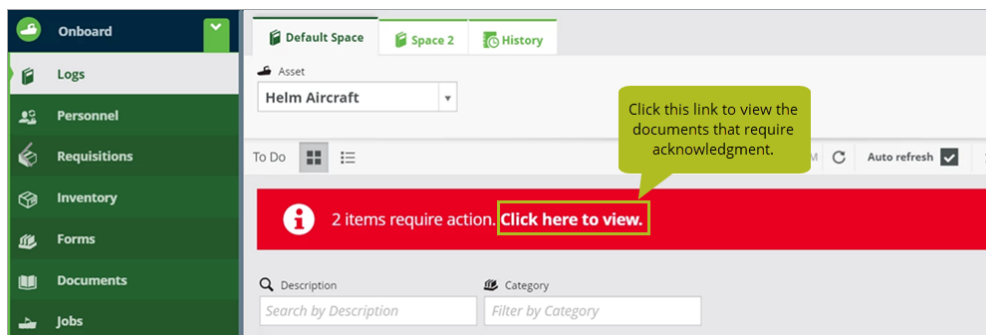 Onboard
Logs
Personnel
Requisitions
Inventory
Forms
Documents
Jobs
Default Space
Space 2
History
Asset
Helm Aircraft
Click this link to view the
documents that require
acknowledgment.
To Do
Auto refresh
2 items require action. Click here to view.
Description
Category
Search by Description
Filter by Category